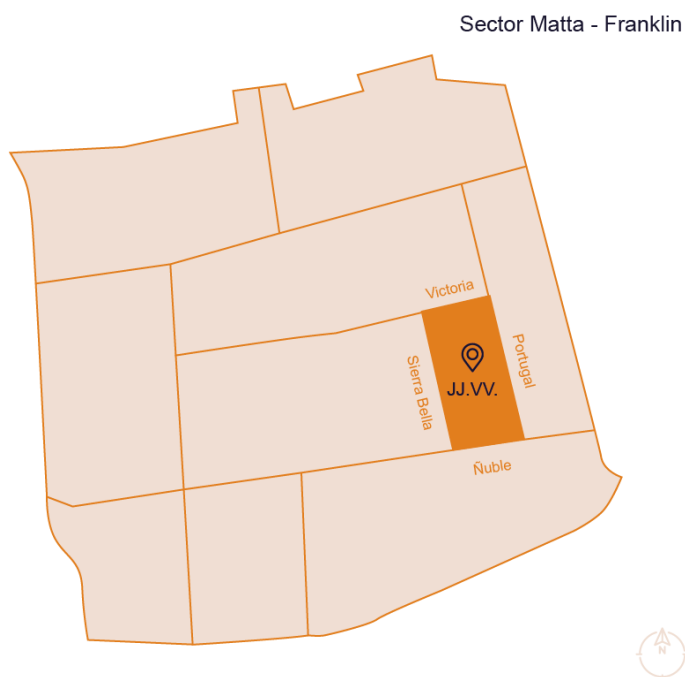 Sector Matta - Franklin
Victoria
Portugal
Sierra Bella
JJ.VV.
Ñuble
N